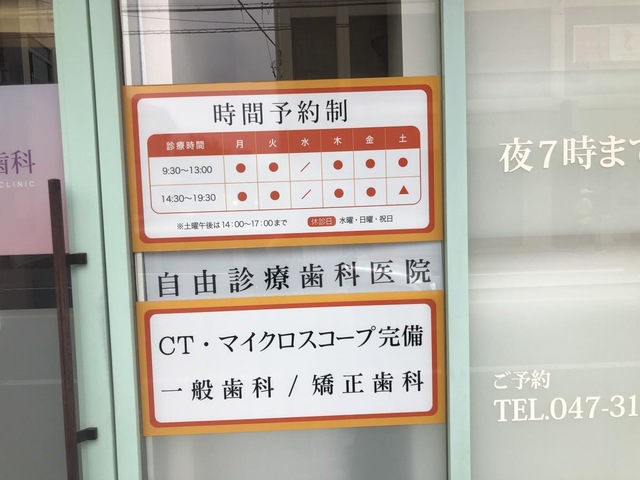 歯科
CLINIC
時間予約制
診療時間 月 火 水 木 金 土
9:30～13:00 ● ● ／ ● ● ●
14:30～19:30 ● ● ／ ● ● ▲
※土曜午後は14:00～17:00まで 休診日 水曜・日曜・祝日
自由診療歯科医院
CT・マイクロスコープ完備
一般歯科 / 矯正歯科
夜7時まで
ご予約
TEL.047-31